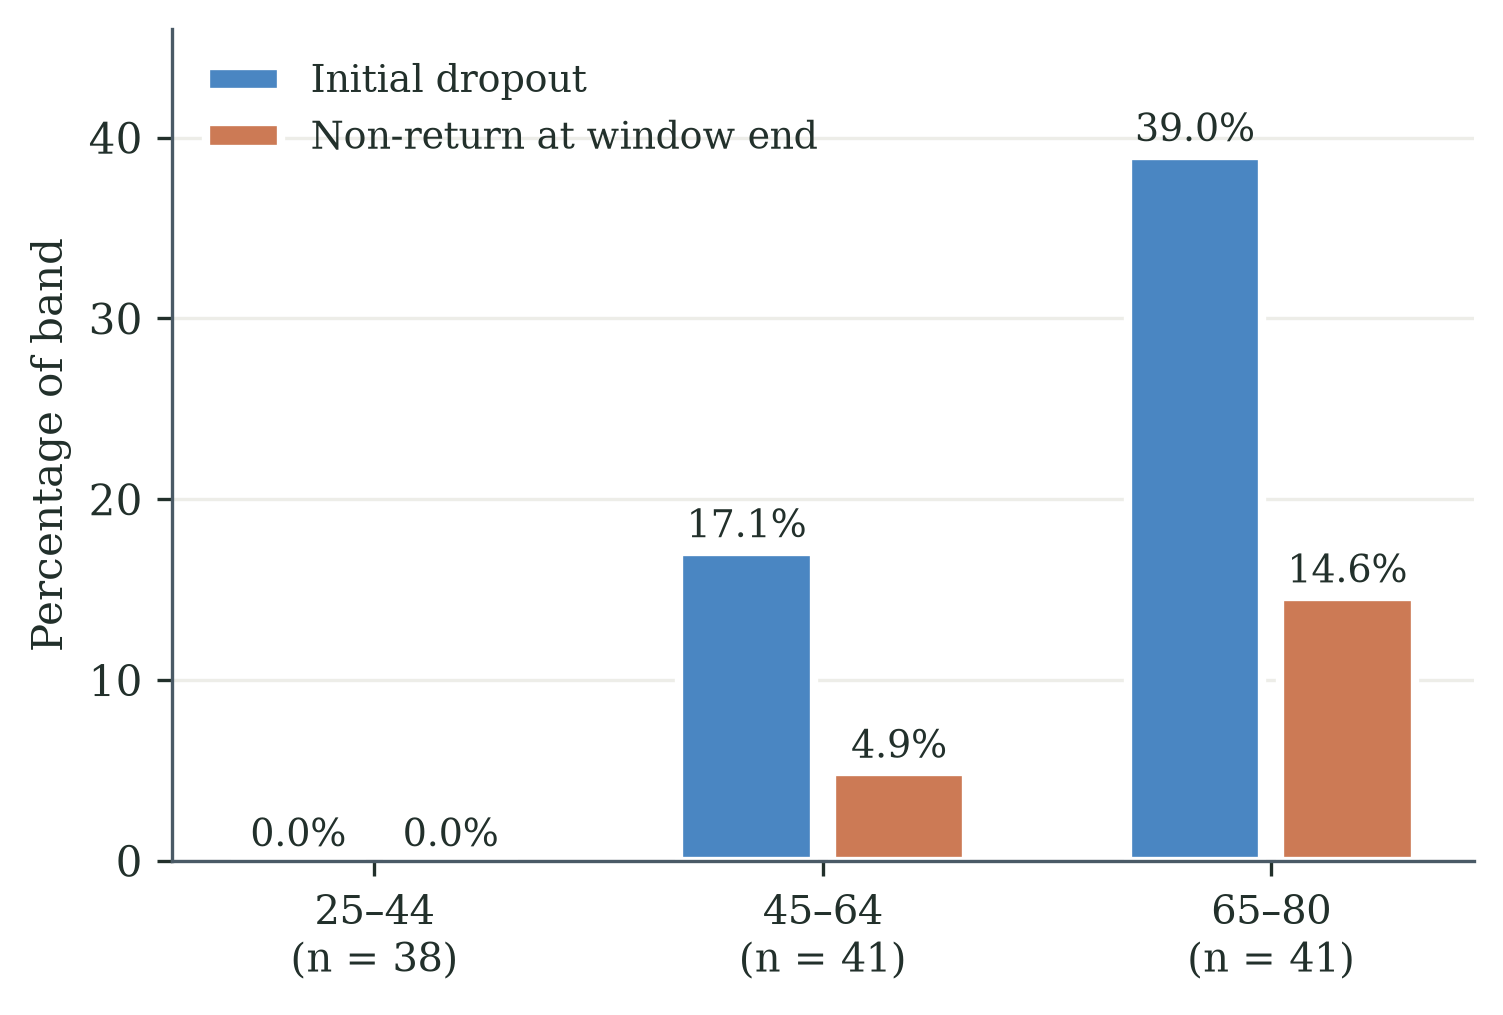 Initial dropout
Non-return at window end
Percentage of band
40
30
20
10
0
0.0% 0.0%
17.1%
4.9%
39.0%
14.6%
25–44
(n = 38)
45–64
(n = 41)
65–80
(n = 41)